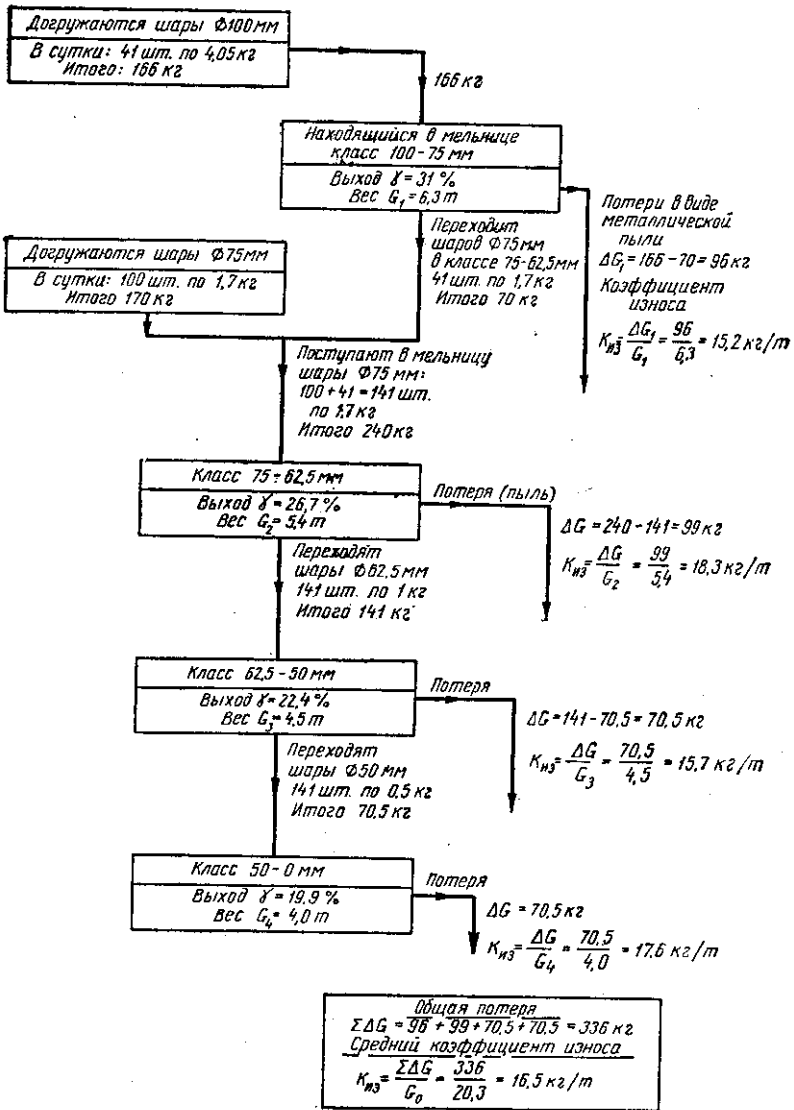 Догружаются шары Ф100мм
В сутки: 41 шт. по 4,05 кг
Итого: 166 кг
166 кг
Находящийся в мельнице
класс 100-75 мм
Выход γ = 31 %
Вес G₁ = 6,3 т
Потери в виде
металлической
пыли
ΔG₁ = 166 - 70 = 96 кг
Коэффициент
износа
Kиз = ΔG₁/G₁ = 96/6,3 = 15,2 кг/т
Переходит
шаров Ф75мм
в классе 75-62,5мм
41 шт. по 1,7 кг
Итого 70 кг
Догружаются шары Ф75мм
В сутки: 100 шт. по 1,7 кг
Итого 170 кг
Поступают в мельницу
шары Ф75 мм:
100 + 41 = 141 шт.
по 1,7 кг
Итого 240 кг
Класс 75÷62,5 мм
Выход γ = 26,7 %
Вес G₂ = 5,4 т
Потеря (пыль)
ΔG = 240 - 141 = 99 кг
Kиз = ΔG/G₂ = 99/5,4 = 18,3 кг/т
Переходят
шары Ф62,5 мм
141 шт. по 1 кг
Итого 141 кг
Класс 62,5-50 мм
Выход γ = 22,4 %
Вес G₃ = 4,5 т
Потеря
ΔG = 141 - 70,5 = 70,5 кг
Kиз = ΔG/G₃ = 70,5/4,5 = 15,7 кг/т
Переходят
шары Ф50 мм
141 шт. по 0,5 кг
Итого 70,5 кг
Класс 50-0 мм
Выход γ = 19,9 %
Вес G₄ = 4,0 т
Потеря
ΔG = 70,5 кг
Kиз = ΔG/G₄ = 70,5/4,0 = 17,6 кг/т
Общая потеря
ΣΔG = 96 + 99 + 70,5 + 70,5 = 336 кг
Средний коэффициент износа
Kиз = ΣΔG/G₀ = 336/20,3 = 16,5 кг/т